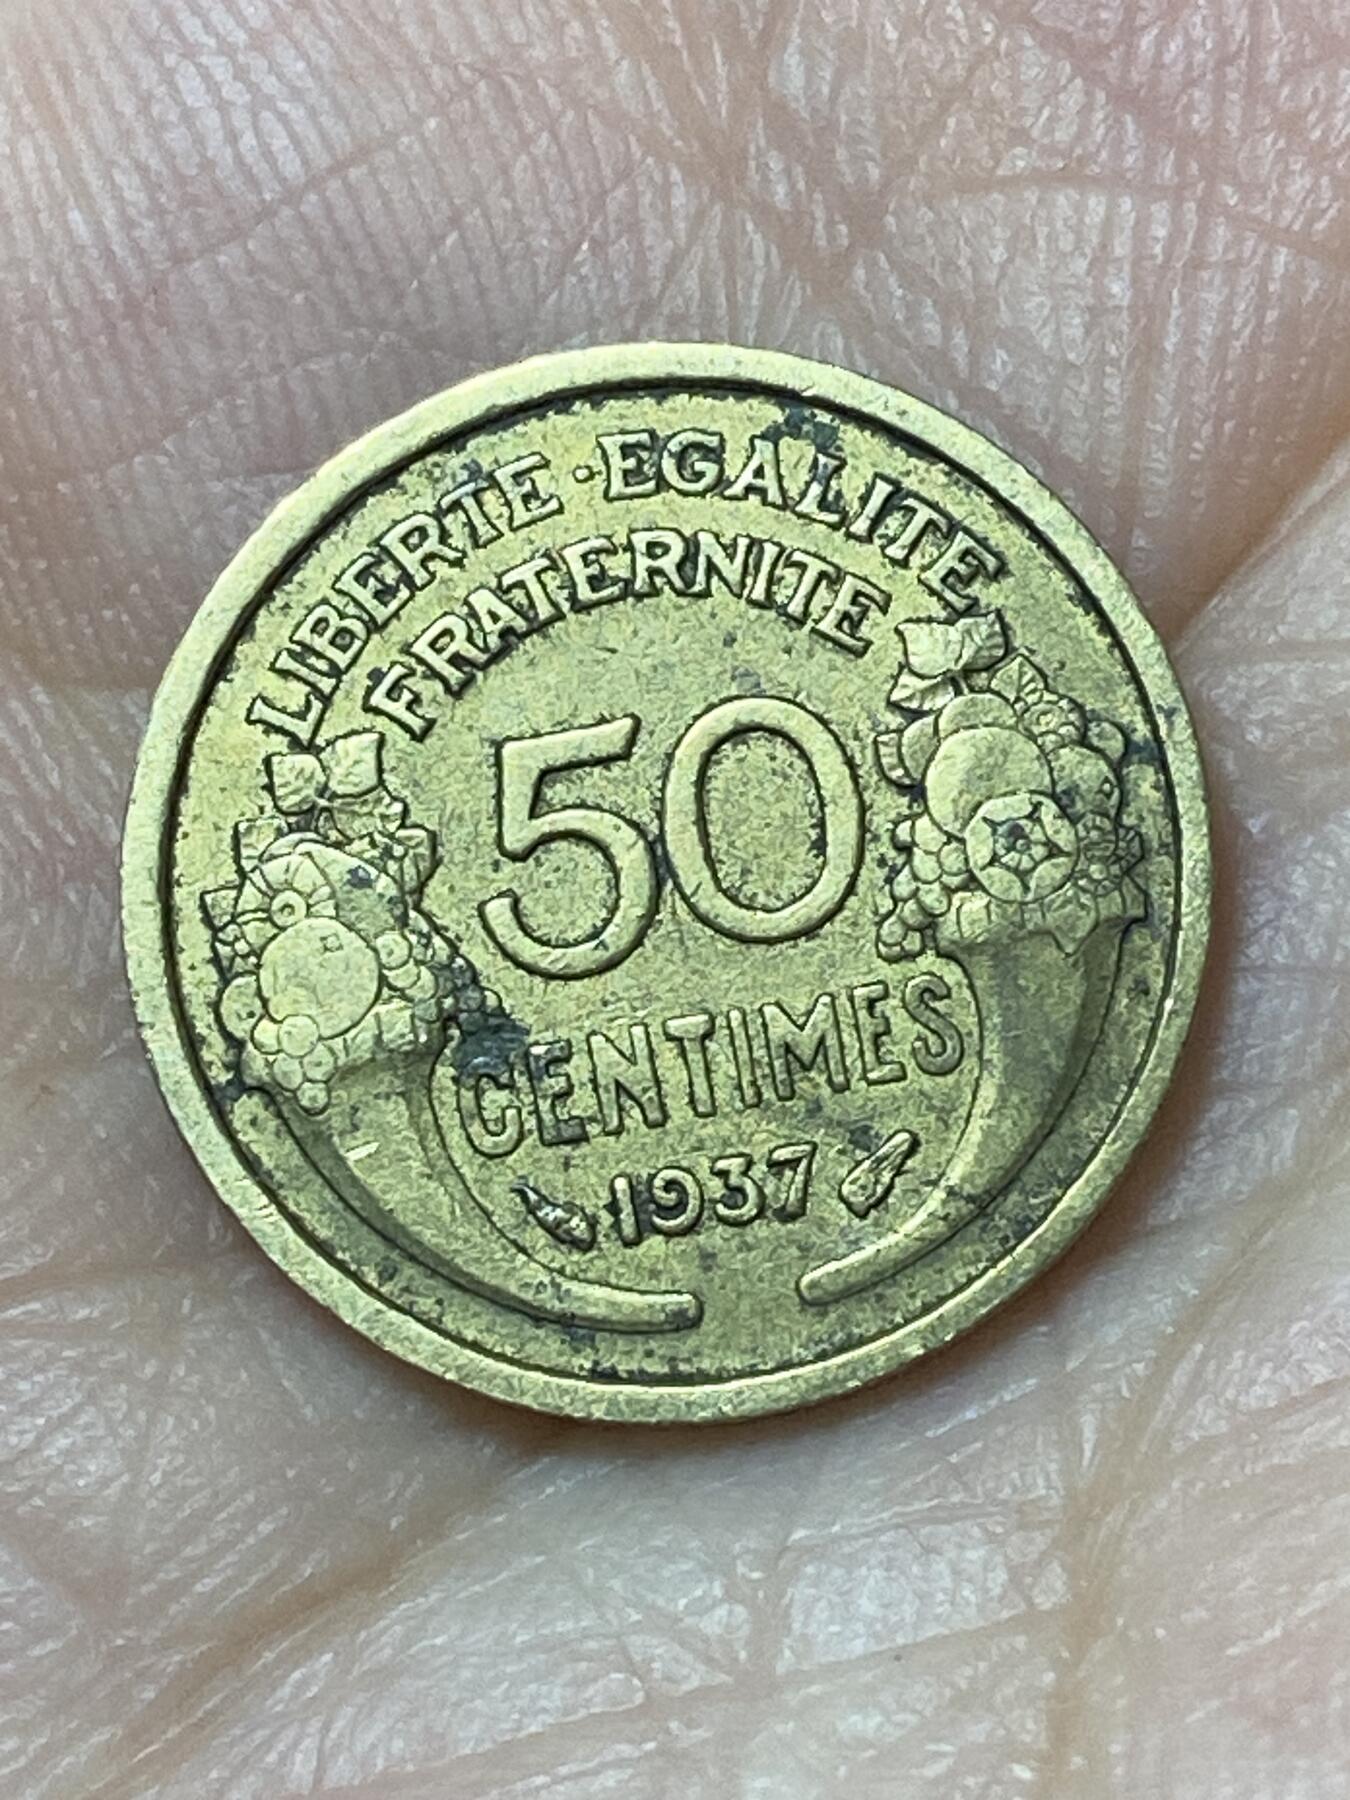 LIBERTE · EGALITE
FRATERNITE
50
CENTIMES
1937